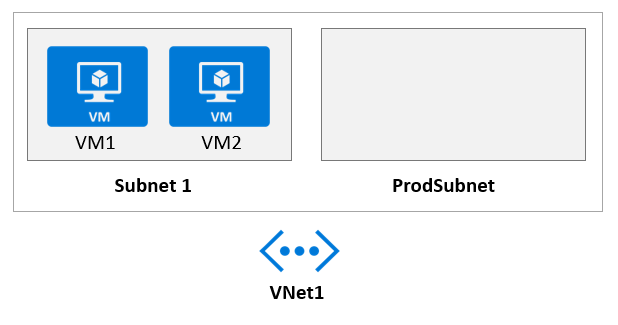 VM
VM
VM1
VM2
Subnet 1
ProdSubnet
VNet1